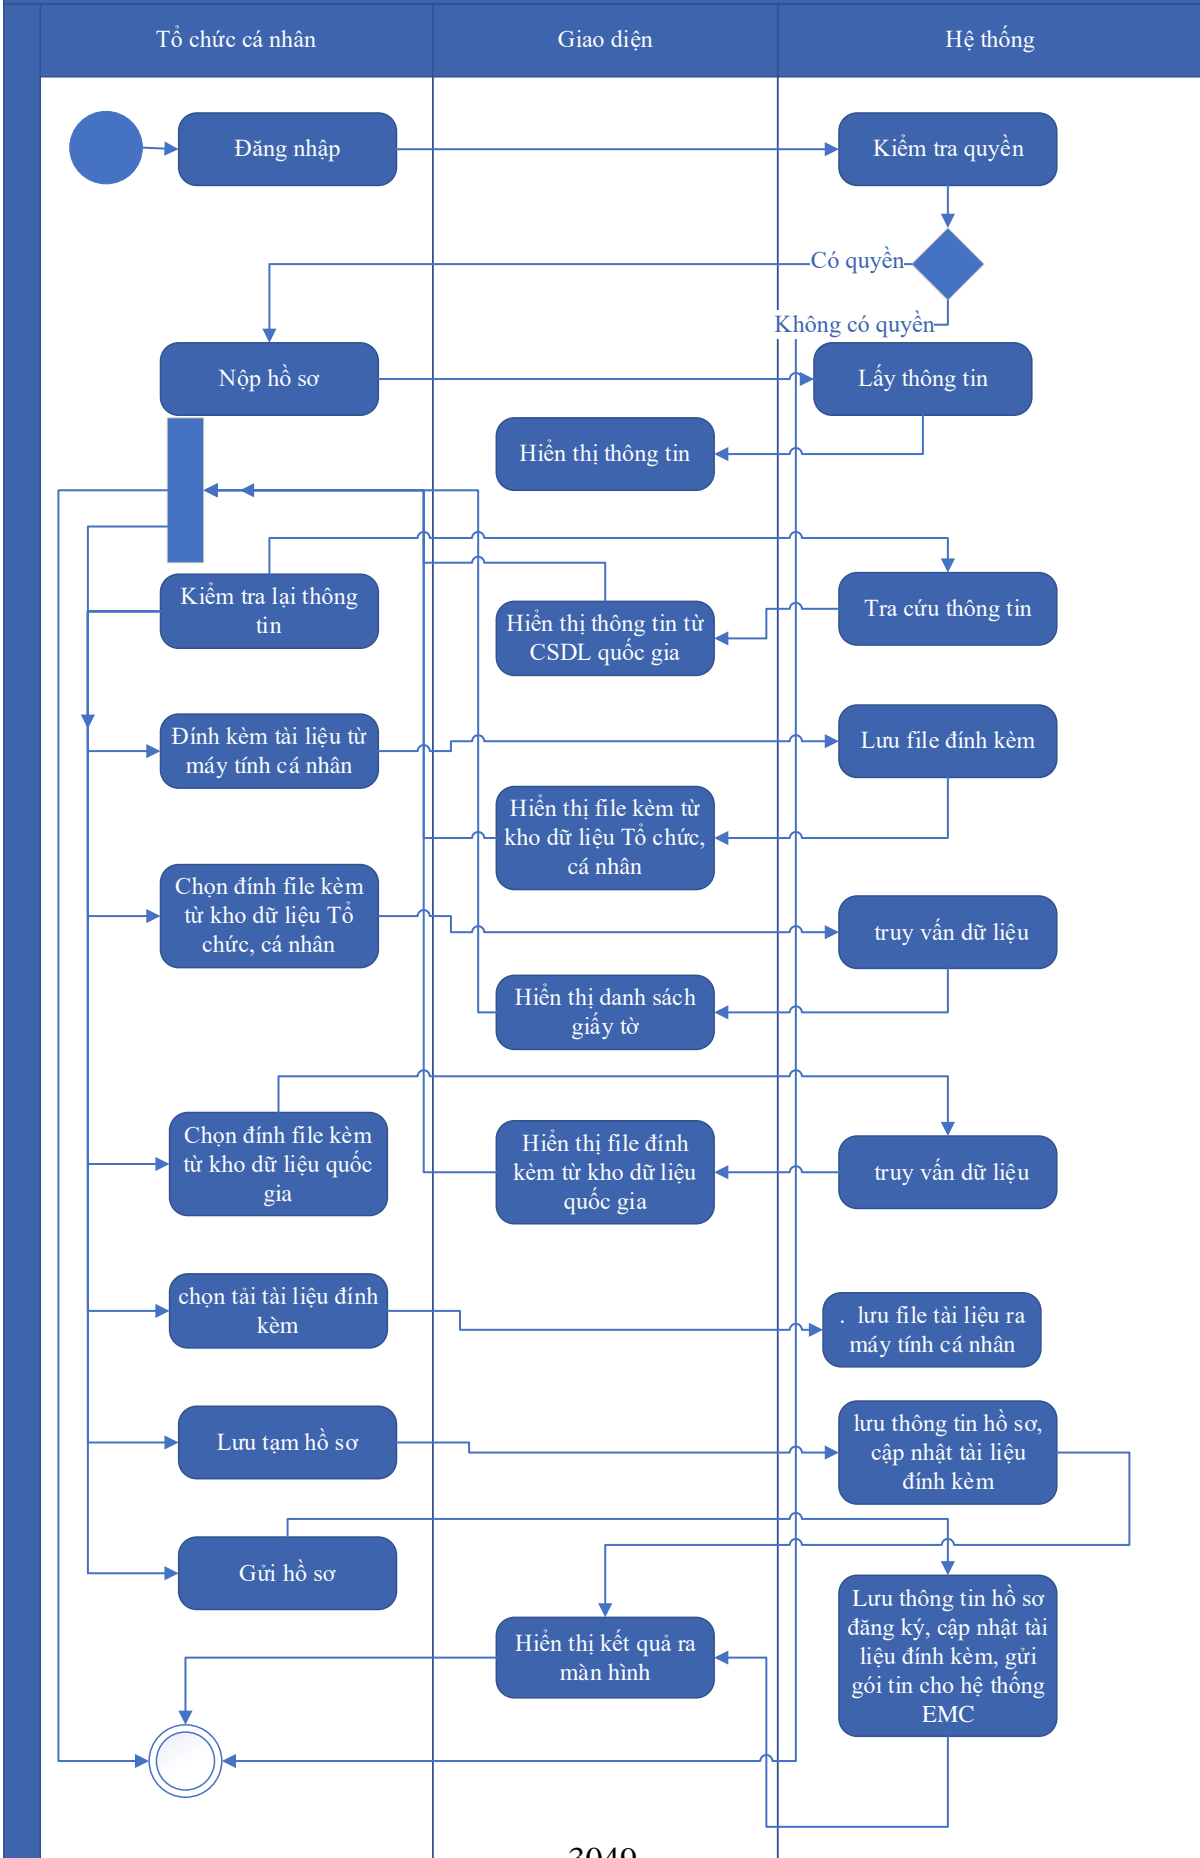 Tổ chức cá nhân
Giao diện
Hệ thống
Đăng nhập
Kiểm tra quyền
Có quyền
Không có quyền
Nộp hồ sơ
Lấy thông tin
Hiển thị thông tin
Kiểm tra lại thông
tin
Hiển thị thông tin từ
CSDL quốc gia
Tra cứu thông tin
Đính kèm tài liệu từ
máy tính cá nhân
Lưu file đính kèm
Hiển thị file kèm từ
kho dữ liệu Tổ chức,
cá nhân
Chọn đính file kèm
từ kho dữ liệu Tổ
chức, cá nhân
truy vấn dữ liệu
Hiển thị danh sách
giấy tờ
Chọn đính file kèm
từ kho dữ liệu quốc
gia
Hiển thị file đính
kèm từ kho dữ liệu
quốc gia
truy vấn dữ liệu
chọn tải tài liệu đính
kèm
. lưu file tài liệu ra
máy tính cá nhân
Lưu tạm hồ sơ
lưu thông tin hồ sơ,
cập nhật tài liệu
đính kèm
Gửi hồ sơ
Lưu thông tin hồ sơ
đăng ký, cập nhật tài
liệu đính kèm, gửi
gói tin cho hệ thống
EMC
Hiển thị kết quả ra
màn hình
3049